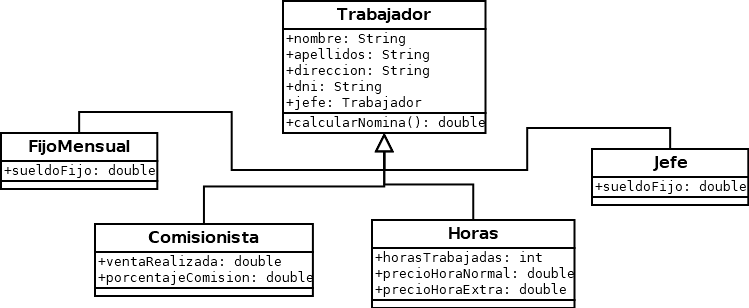 Trabajador
+nombre: String
+apellidos: String
+direccion: String
+dni: String
+jefe: Trabajador
+calcularNomina(): double
FijoMensual
+sueldoFijo: double
Jefe
+sueldoFijo: double
Comisionista
+ventaRealizada: double
+porcentajeComision: double
Horas
+horasTrabajadas: int
+precioHoraNormal: double
+precioHoraExtra: double